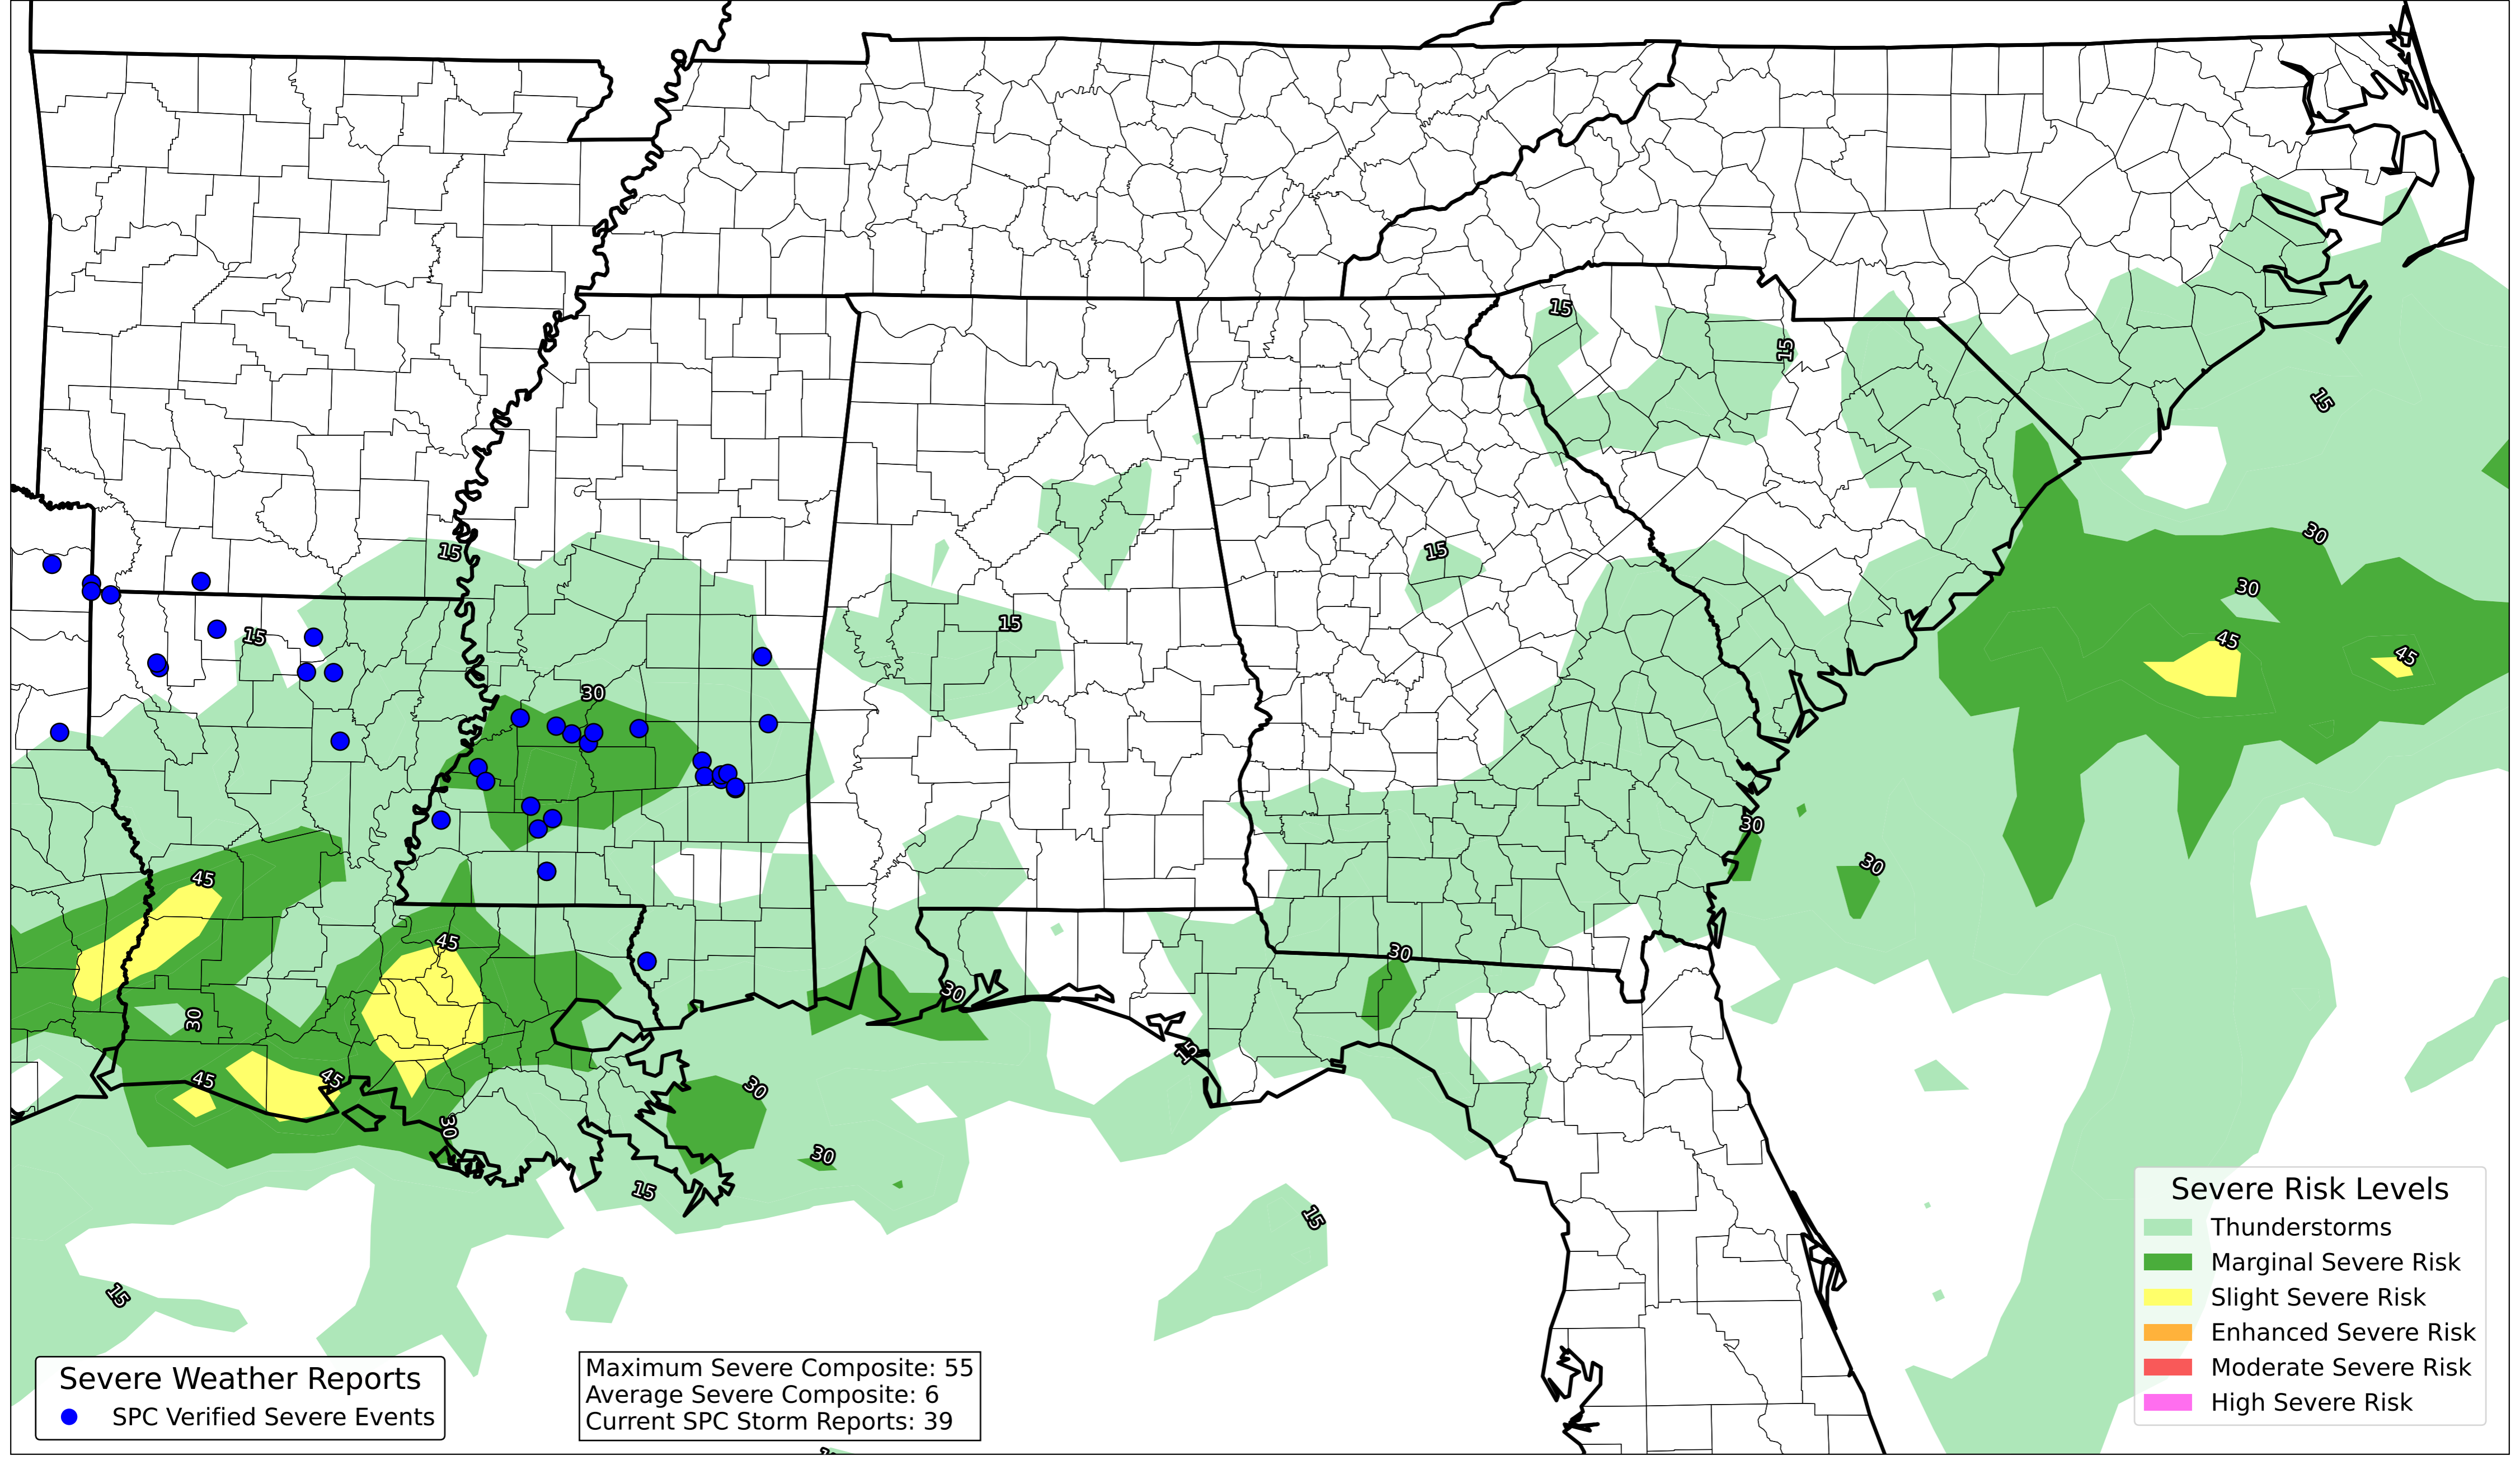 15
15
15
30
15
15
30
15
15
45
45
30
30
30
45
45
30
30
30
15
45
45
30
30
15
30
30
15
15
15
Severe Risk Levels
Thunderstorms
Marginal Severe Risk
Slight Severe Risk
Enhanced Severe Risk
Moderate Severe Risk
High Severe Risk
Severe Weather Reports
SPC Verified Severe Events
Maximum Severe Composite: 55
Average Severe Composite: 6
Current SPC Storm Reports: 39